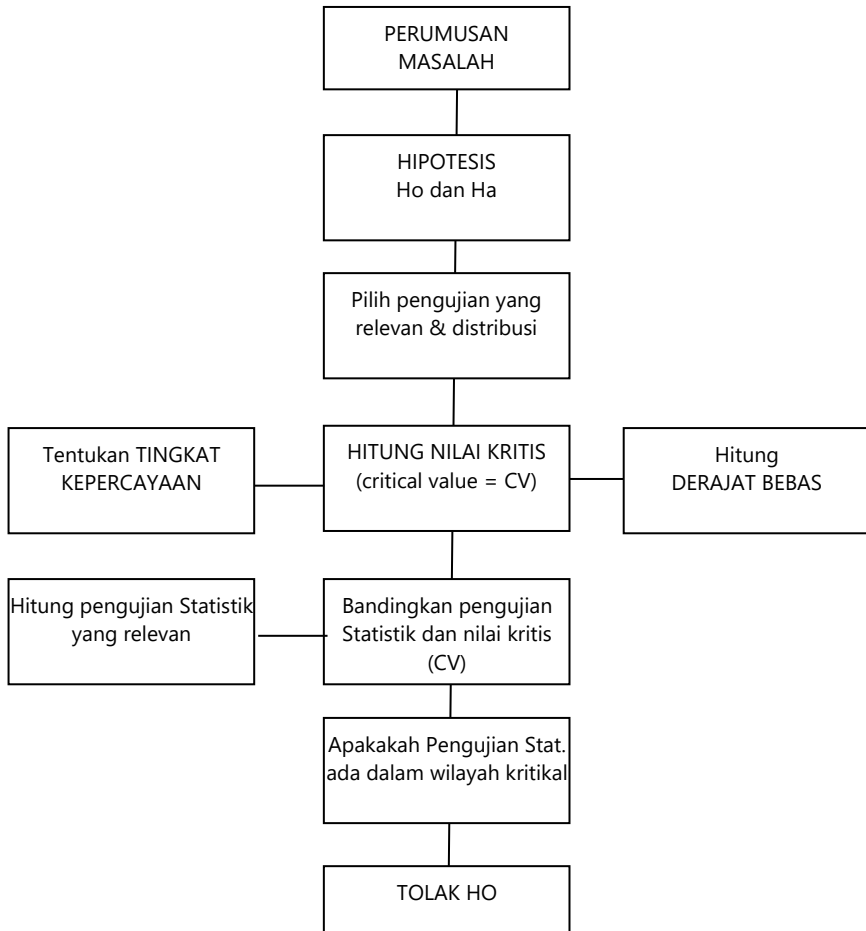 PERUMUSAN
MASALAH
HIPOTESIS
Ho dan Ha
Pilih pengujian yang
relevan & distribusi
Tentukan TINGKAT
KEPERCAYAAN
HITUNG NILAI KRITIS
(critical value = CV)
Hitung
DERAJAT BEBAS
Hitung pengujian Statistik
yang relevan
Bandingkan pengujian
Statistik dan nilai kritis
(CV)
Apakakah Pengujian Stat.
ada dalam wilayah kritikal
TOLAK HO